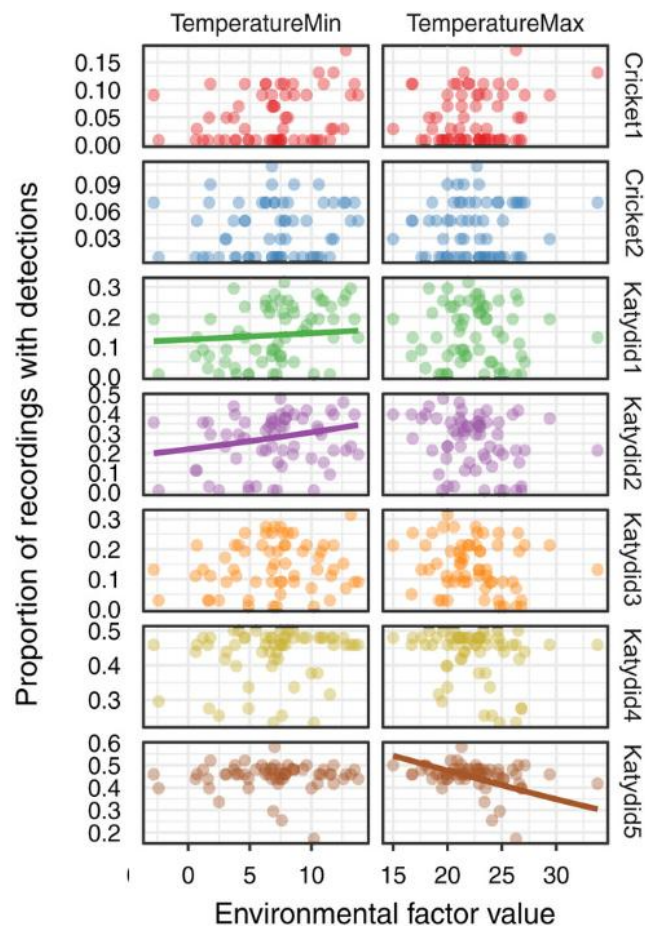 TemperatureMin TemperatureMax
0.15
0.10
0.05
0.00
Cricket1
0.09
0.06
0.03
Cricket2
0.3
0.2
0.1
0.0
Katydid1
0.5
0.4
0.3
0.2
0.1
0.0
Katydid2
0.3
0.2
0.1
0.0
Katydid3
0.5
0.4
0.3
Katydid4
0.6
0.5
0.4
0.3
0.2
Katydid5
0 5 10 15 20 25 30
Environmental factor value
Proportion of recordings with detections